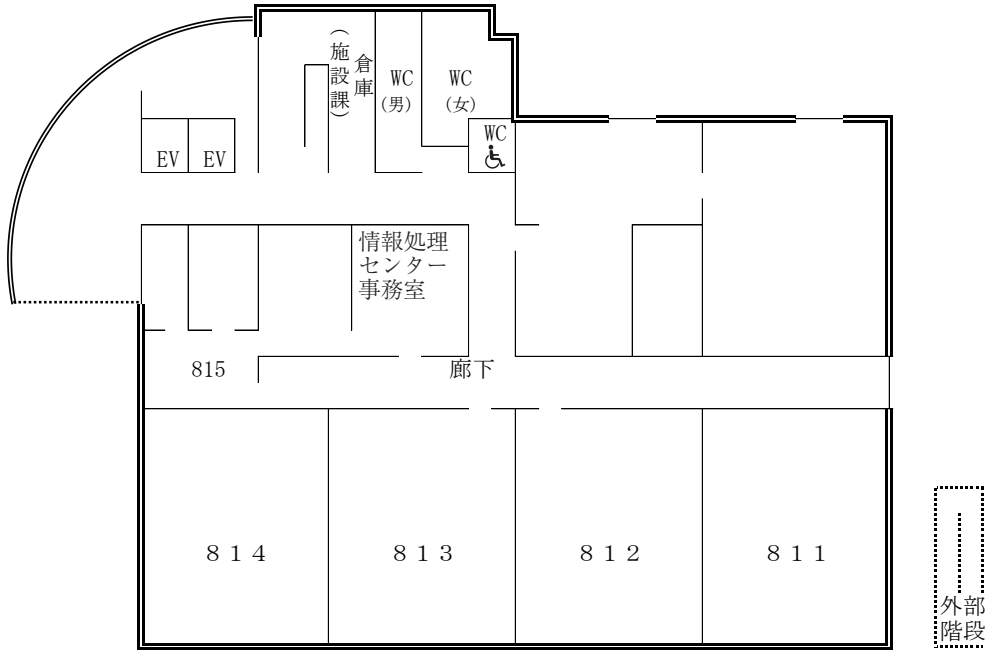 倉庫
（施設課）
WC
(男)
WC
(女)
WC
EV
EV
情報処理
センター
事務室
815
廊下
８１４
８１３
８１２
８１１
外部
階段